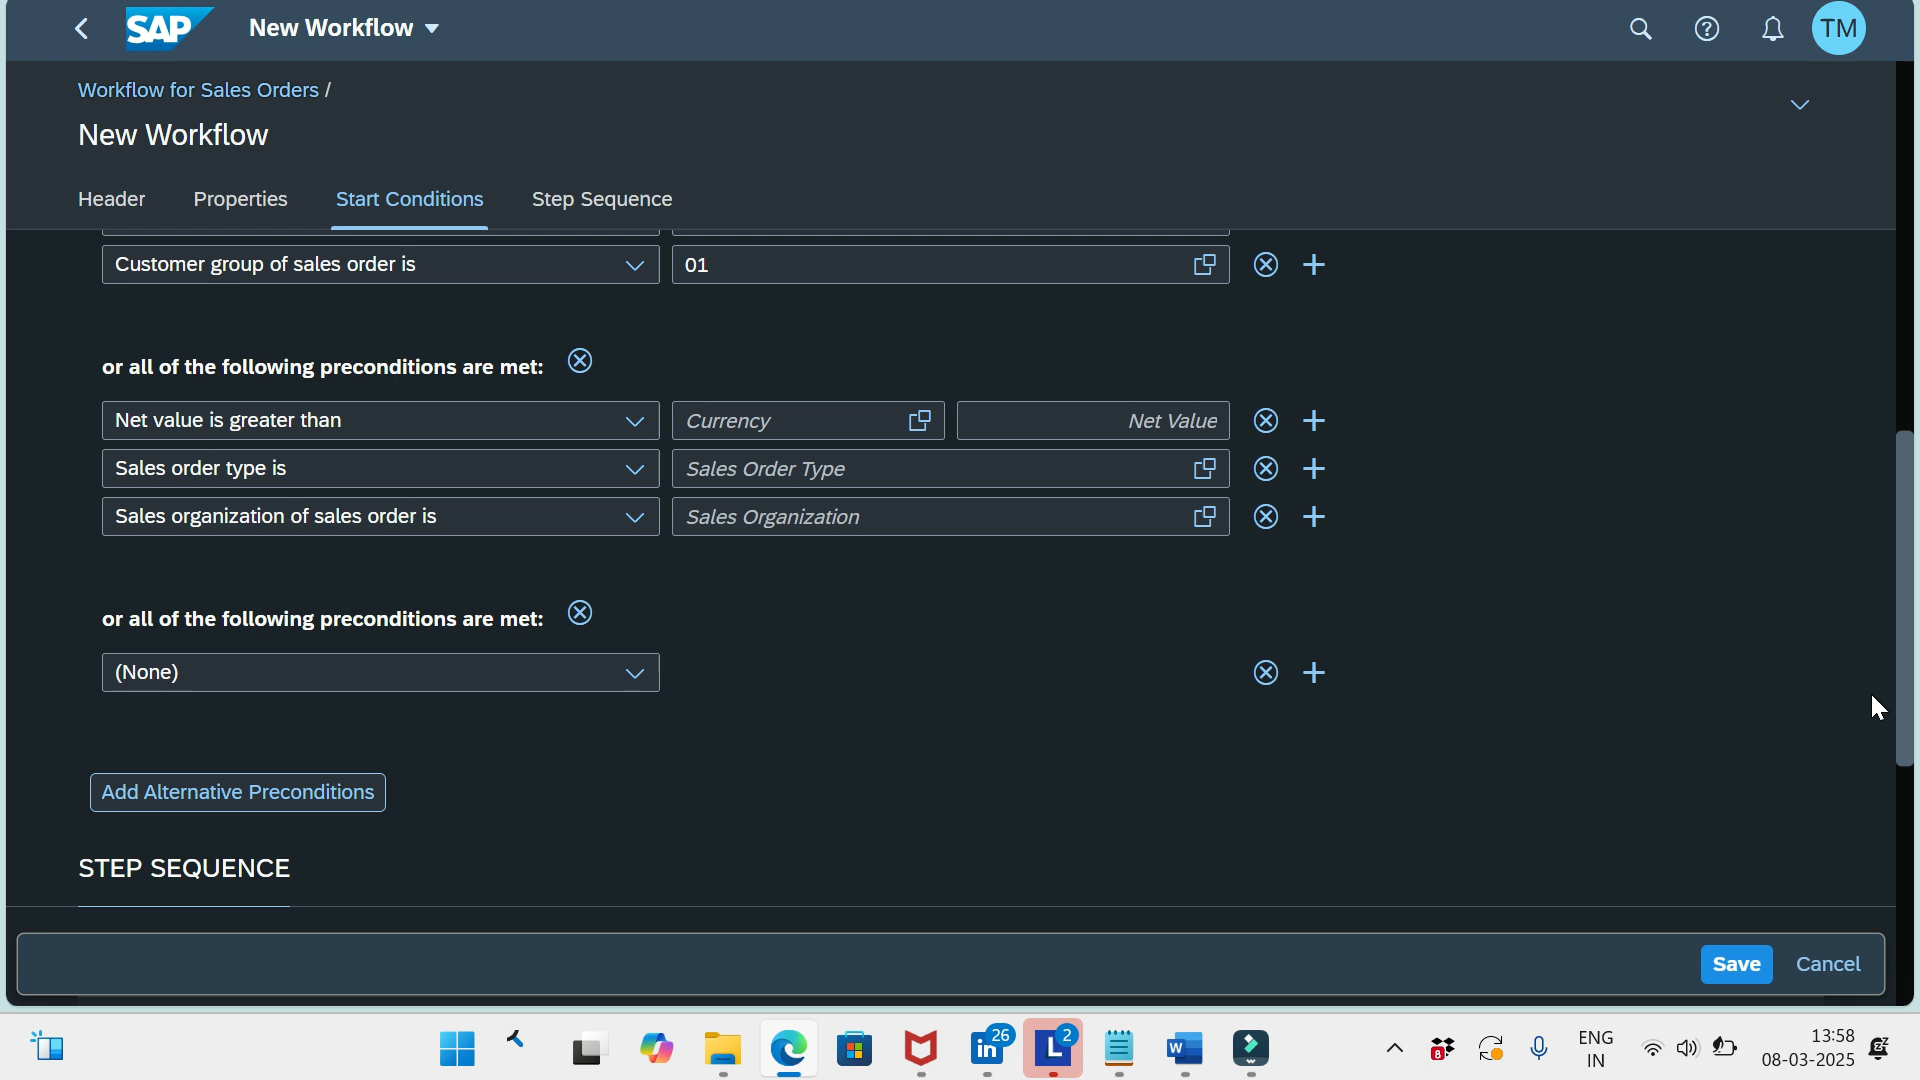 SAP New Workflow TM
Workflow for Sales Orders /
New Workflow
Header Properties Start Conditions Step Sequence
Customer group of sales order is 01
or all of the following preconditions are met:
Net value is greater than Currency Net Value
Sales order type is Sales Order Type
Sales organization of sales order is Sales Organization
or all of the following preconditions are met:
(None)
Add Alternative Preconditions
STEP SEQUENCE
Save Cancel
26 2 8 ENG 13:58
IN 08-03-2025